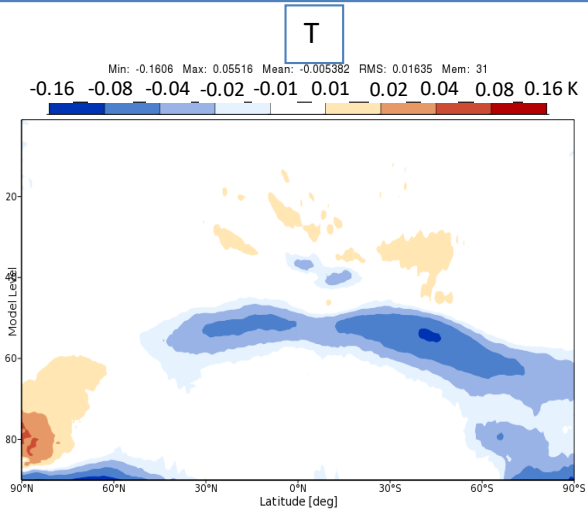 T
Min: -0.1606 Max: 0.05516 Mean: -0.005382 RMS: 0.01635 Mem: 31
-0.16 -0.08 -0.04 -0.02 -0.01 0.01 0.02 0.04 0.08 0.16 K
Model Level
20
40
60
80
90°N 60°N 30°N 0°N 30°S 60°S 90°S
Latitude [deg]